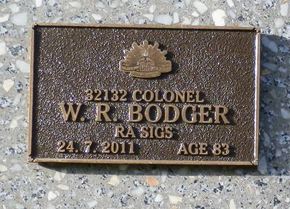 32132 COLONEL
W. R. BODGER
RA SIGS
24. 7. 2011 AGE 83